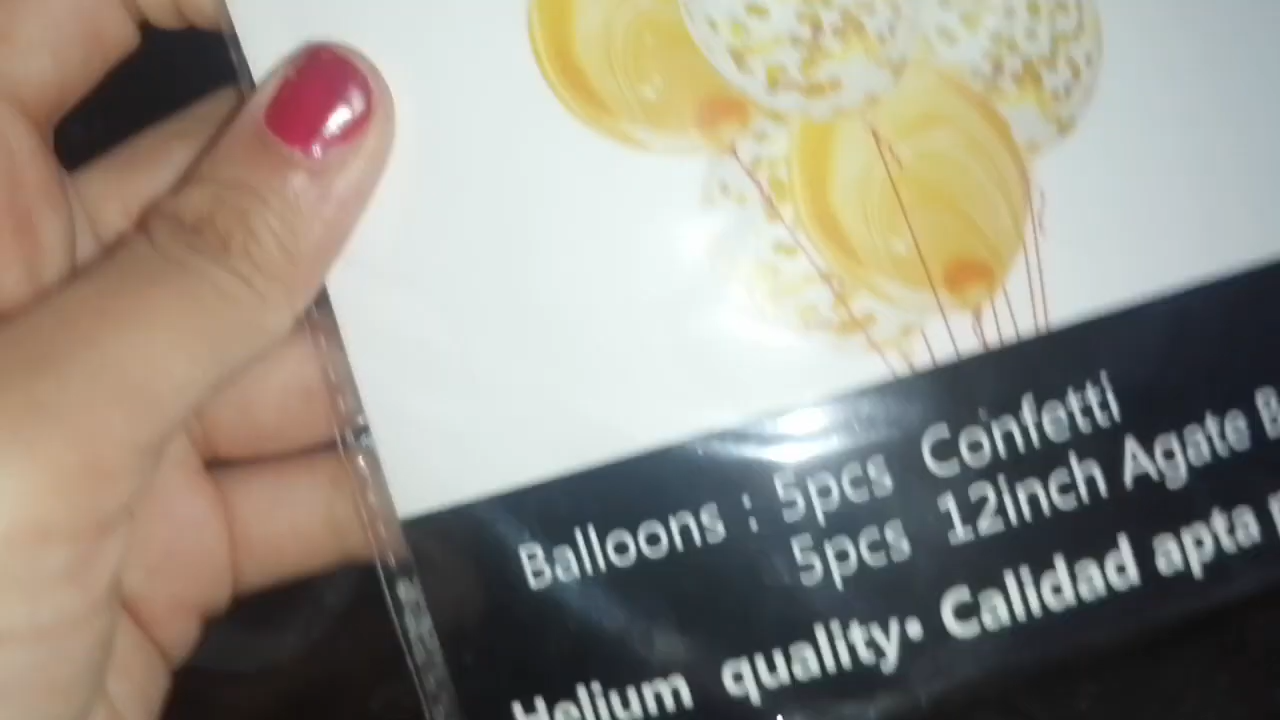 Balloons : 5pcs Confetti
5pcs 12inch Agate
Helium quality• Calidad apta